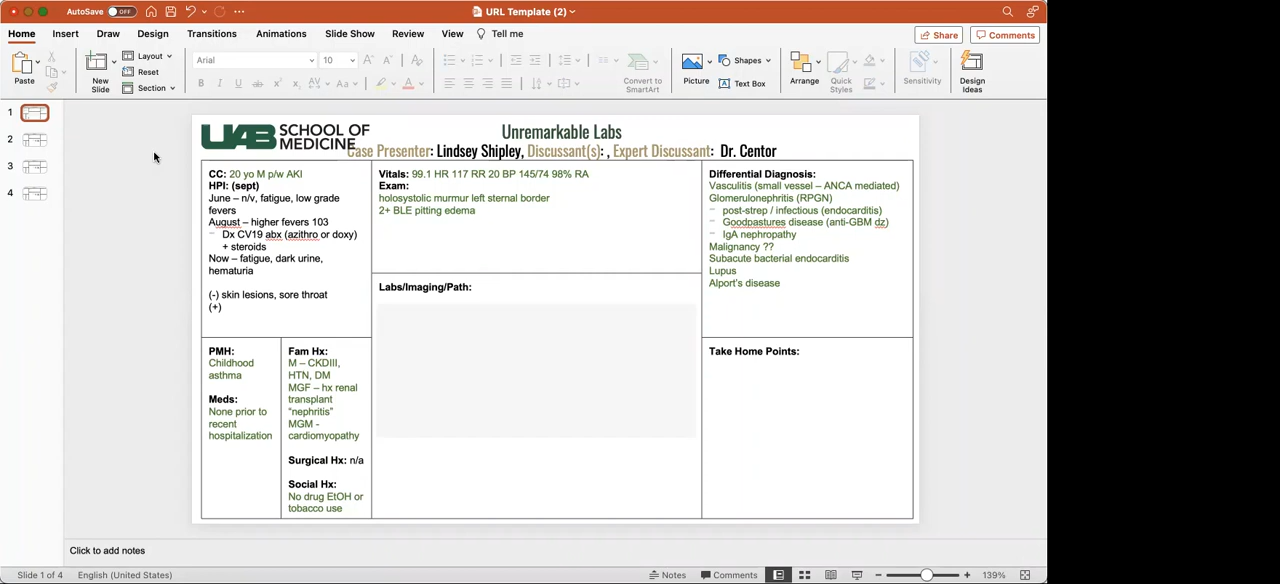 AutoSave OFF
URL Template (2)
Home Insert Draw Design Transitions Animations Slide Show Review View Tell me
Share Comments
Paste
New Slide
Layout
Reset
Section
Arial 10
Convert to SmartArt
Picture
Shapes
Text Box
Arrange
Quick Styles
Sensitivity
Design Ideas
1
2
3
4
UAB SCHOOL OF MEDICINE
Unremarkable Labs
Case Presenter: Lindsey Shipley, Discussant(s): , Expert Discussant: Dr. Centor
CC: 20 yo M p/w AKI
HPI: (sept)
June – n/v, fatigue, low grade
fevers
August – higher fevers 103
- Dx CV19 abx (azithro or doxy)
+ steroids
Now – fatigue, dark urine,
hematuria
(-) skin lesions, sore throat
(+)
PMH:
Childhood
asthma
Meds:
None prior to
recent
hospitalization
Fam Hx:
M – CKDIII,
HTN, DM
MGF – hx renal
transplant
“nephritis”
MGM -
cardiomyopathy
Surgical Hx: n/a
Social Hx:
No drug EtOH or
tobacco use
Vitals: 99.1 HR 117 RR 20 BP 145/74 98% RA
Exam:
holosystolic murmur left sternal border
2+ BLE pitting edema
Labs/Imaging/Path:
Differential Diagnosis:
Vasculitis (small vessel – ANCA mediated)
Glomerulonephritis (RPGN)
- post-strep / infectious (endocarditis)
- Goodpastures disease (anti-GBM dz)
- IgA nephropathy
Malignancy ??
Subacute bacterial endocarditis
Lupus
Alport’s disease
Take Home Points:
Click to add notes
Slide 1 of 4 English (United States) Notes Comments 139%